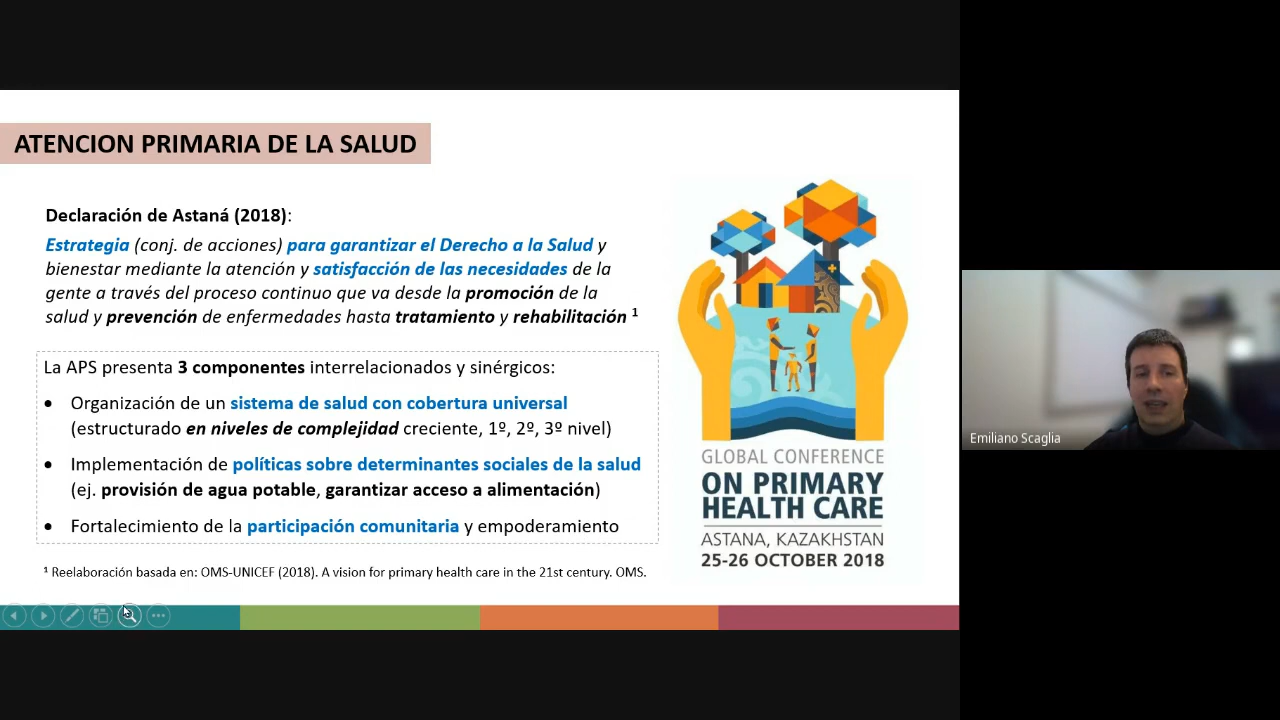 ATENCION PRIMARIA DE LA SALUD
Declaración de Astaná (2018):
Estrategia (conj. de acciones) para garantizar el Derecho a la Salud y
bienestar mediante la atención y satisfacción de las necesidades de la
gente a través del proceso continuo que va desde la promoción de la
salud y prevención de enfermedades hasta tratamiento y rehabilitación ¹
La APS presenta 3 componentes interrelacionados y sinérgicos:
• Organización de un sistema de salud con cobertura universal
(estructurado en niveles de complejidad creciente, 1º, 2º, 3º nivel)
• Implementación de políticas sobre determinantes sociales de la salud
(ej. provisión de agua potable, garantizar acceso a alimentación)
• Fortalecimiento de la participación comunitaria y empoderamiento
¹ Reelaboración basada en: OMS-UNICEF (2018). A vision for primary health care in the 21st century. OMS.
GLOBAL CONFERENCE
ON PRIMARY
HEALTH CARE
ASTANA, KAZAKHSTAN
25-26 OCTOBER 2018
Emiliano Scaglia